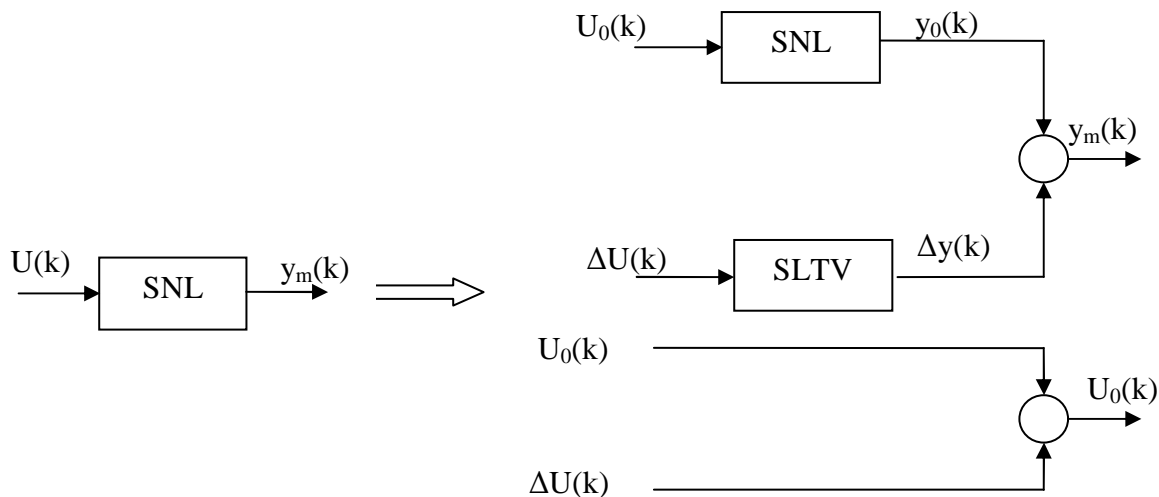 U₀(k)
SNL
y₀(k)
yₘ(k)
ΔU(k)
SLTV
Δy(k)
U(k)
SNL
yₘ(k)
U₀(k)
U₀(k)
ΔU(k)